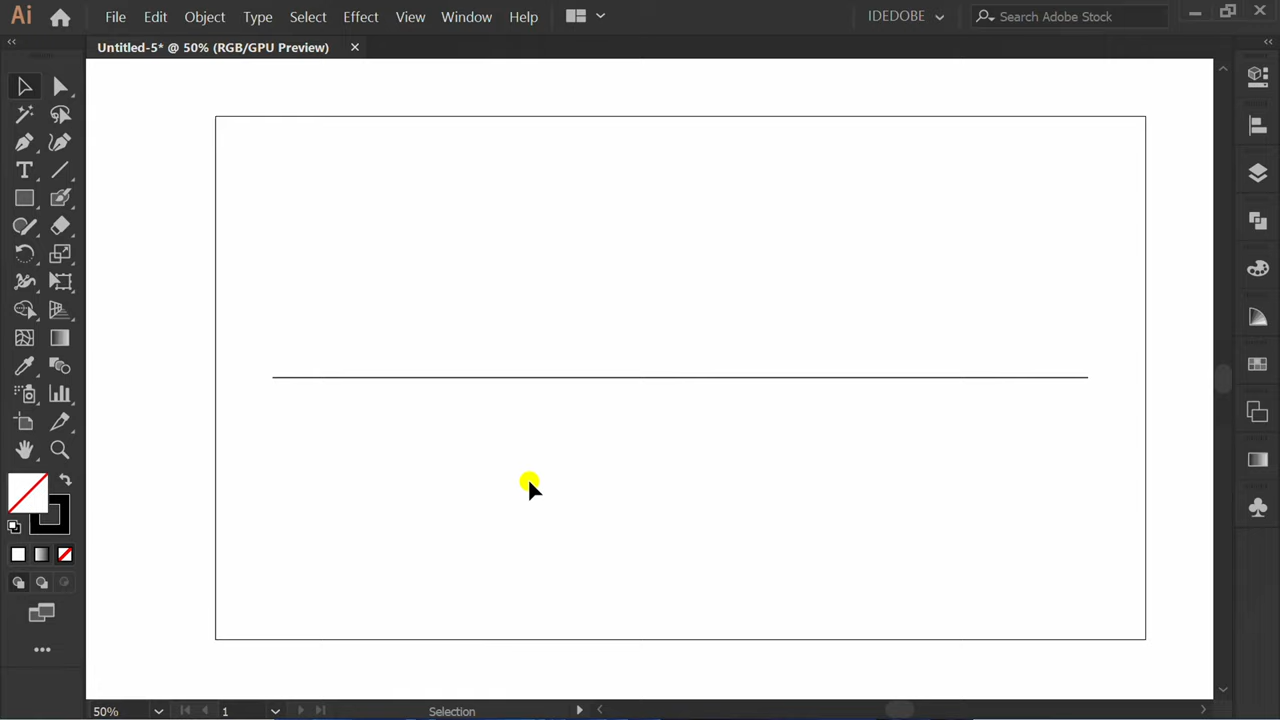 Ai File Edit Object Type Select Effect View Window Help IDEDOBE Search Adobe Stock
Untitled-5* @ 50% (RGB/GPU Preview)
T
50% 1 Selection